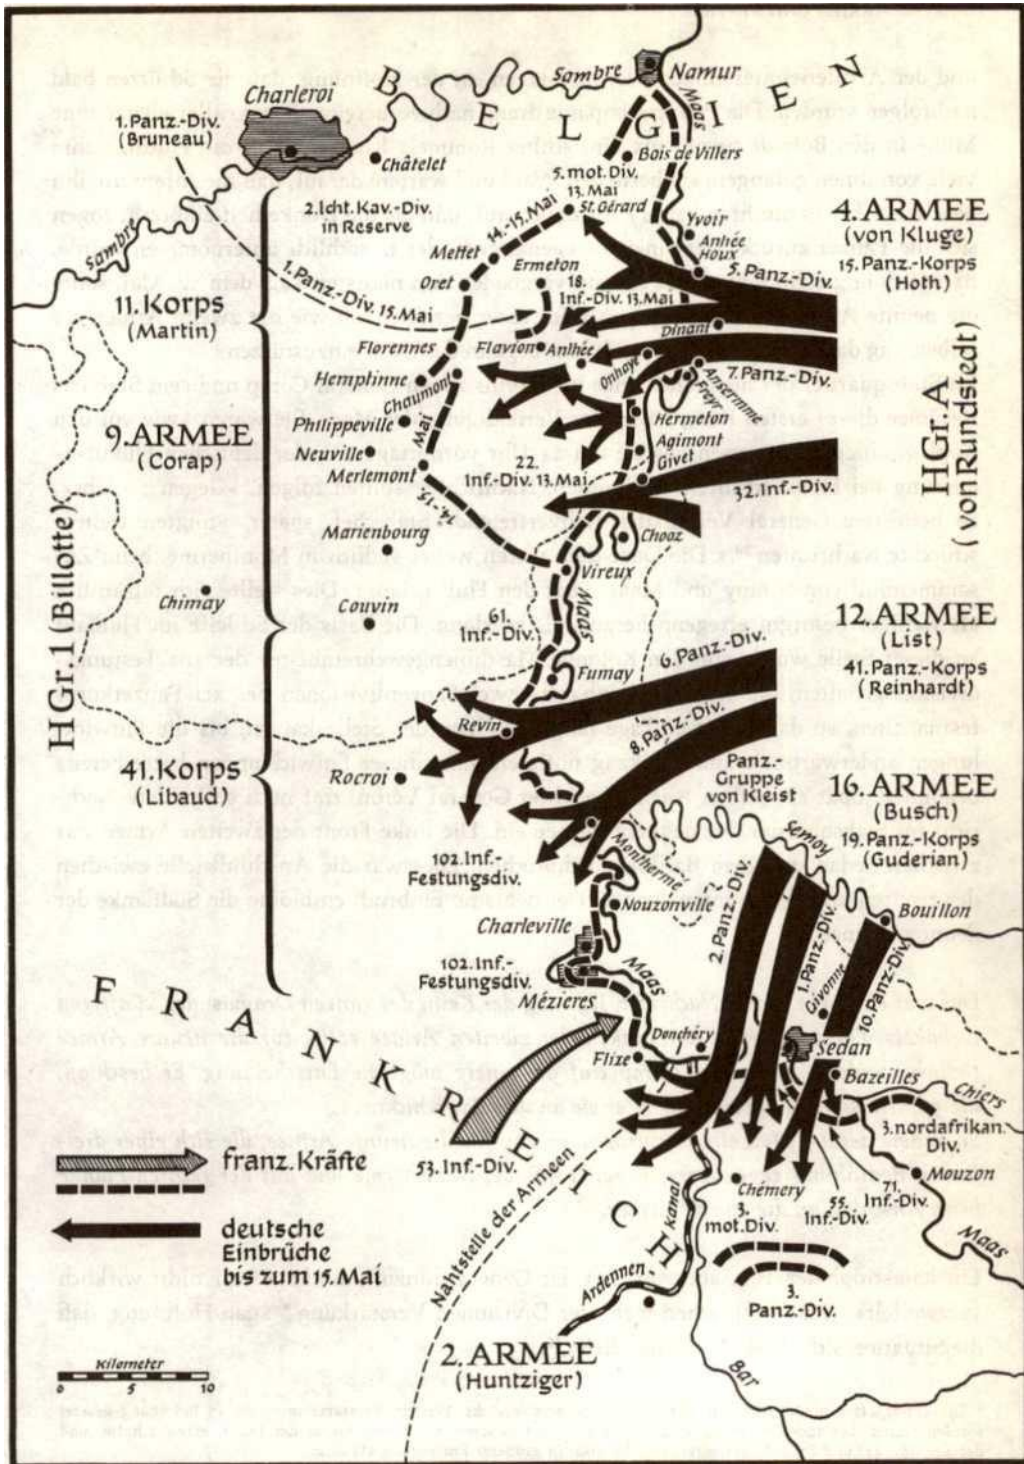 BELGIEN
Sambre
Namur
Maas
Charleroi
1.Panz.-Div.
(Bruneau)
Châtelet
Bois de Villers
5. mot. Div.
13. Mai
St. Gérard
2.lcht. Kav.-Div.
in Reserve
14.-15. Mai
Mettet
Yvoir
Anhée
Houx
4. ARMEE
(von Kluge)
15. Panz.-Korps
(Hoth)
Sambre
Ermeton
Oret
18.
Inf.-Div. 13.Mai
5. Panz.-Div.
1. Panz.-Div. 15. Mai
11. Korps
(Martin)
Dinant
Florennes
Flavion
Anthée
Onhaye
7. Panz.-Div.
Hemptinne
Chaumont
Anseremme
Freyr
Philippeville
Hermeton
9. ARMEE
(Corap)
Neuville
Agimont
Givet
Merlemont
22.
Inf.-Div. 13. Mai
32. Inf.-Div.
14.-15. Mai
HGr. A
(von Rundstedt)
Marienbourg
Chooz
Vireux
HGr. 1 (Billotte)
Chimay
Couvin
61.
Inf.-Div.
Maas
12. ARMEE
(List)
41. Panz.-Korps
(Reinhardt)
Fumay
6. Panz.-Div.
Revin
8. Panz.-Div.
41. Korps
(Libaud)
Rocroi
Panz.-
Gruppe
von Kleist
16. ARMEE
(Busch)
19. Panz.-Korps
(Guderian)
Semoy
Monthermé
102. Inf.-
Festungsdiv.
Nouzonville
Bouillon
Charleville
2. Panz.-Div.
1. Panz.-Div.
Givonne
10. Panz.-Div.
102. Inf.-
Festungsdiv.
Mézieres
Maas
FRANKREICH
Donchéry
Sedan
Flize
Bazeilles
Chiers
3. nordafrikan.
Div.
53. Inf.-Div.
franz. Kräfte
Mouzon
Chémery
71.
Inf.-Div.
55.
Inf.-Div.
3.
mot. Div.
Maas
deutsche
Einbrüche
bis zum 15. Mai
Nahtstelle der Armeen
Ardennen-
Kanal
3.
Panz.-Div.
Kilometer
0 5 10
2. ARMEE
(Huntziger)
Bar